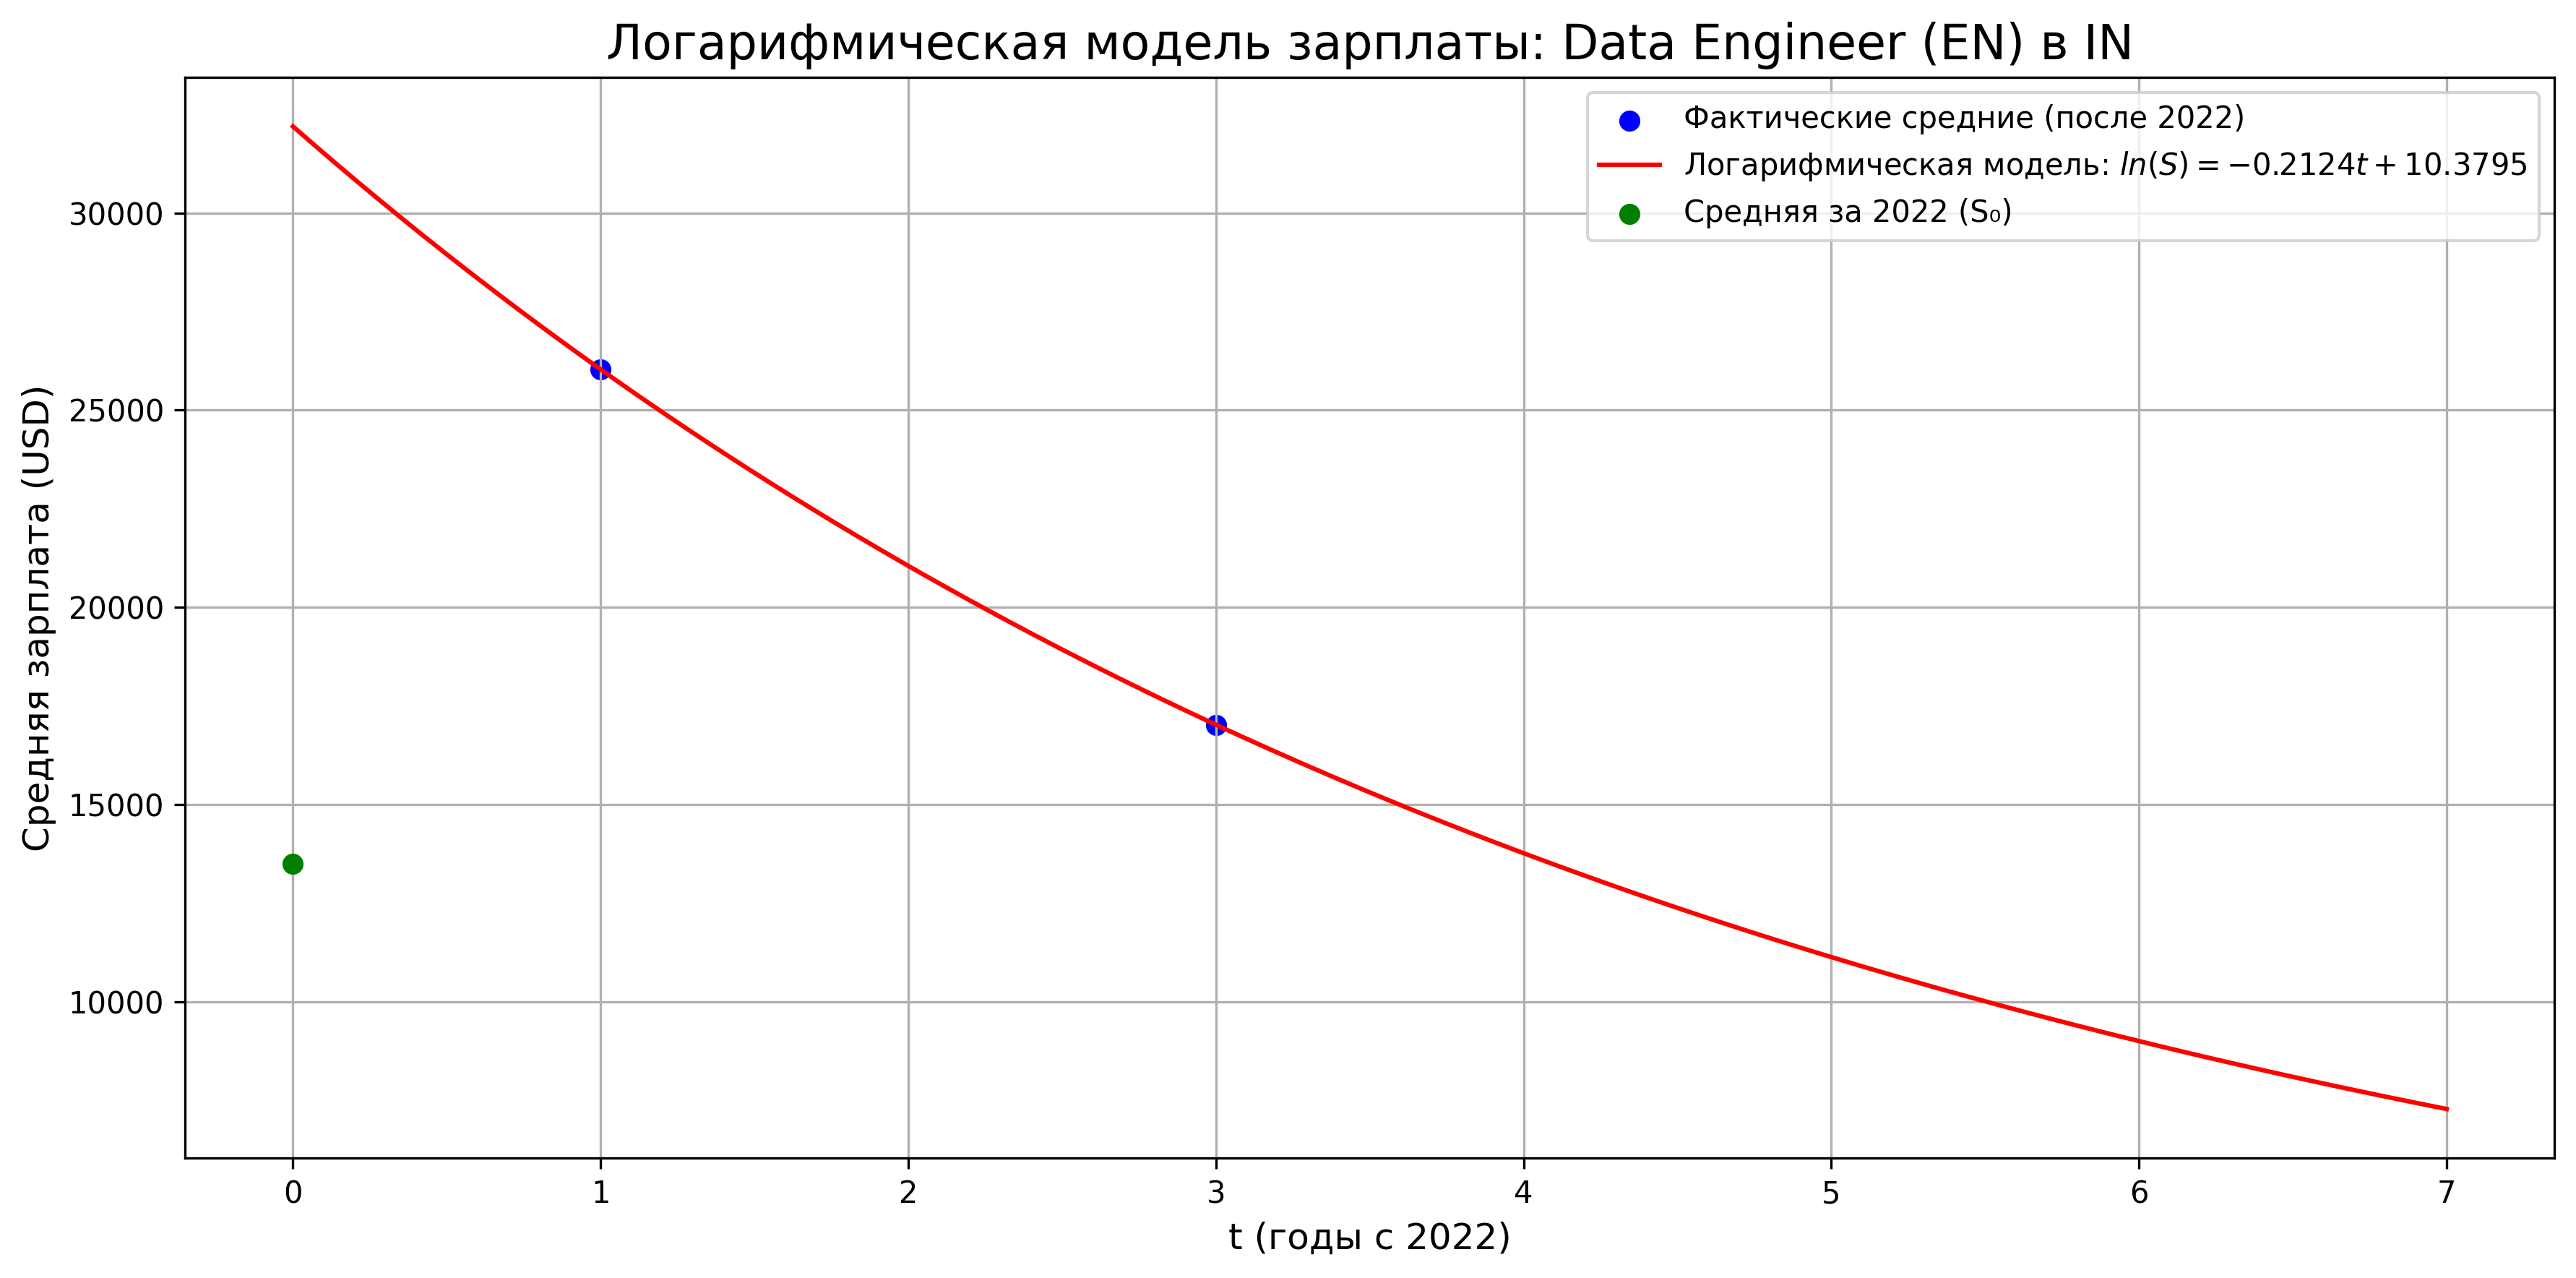 Логарифмическая модель зарплаты: Data Engineer (EN) в IN
Фактические средние (после 2022)
Логарифмическая модель: ln(S) = −0.2124t + 10.3795
Средняя за 2022 (S₀)
Средняя зарплата (USD)
30000
25000
20000
15000
10000
0 1 2 3 4 5 6 7
t (годы с 2022)